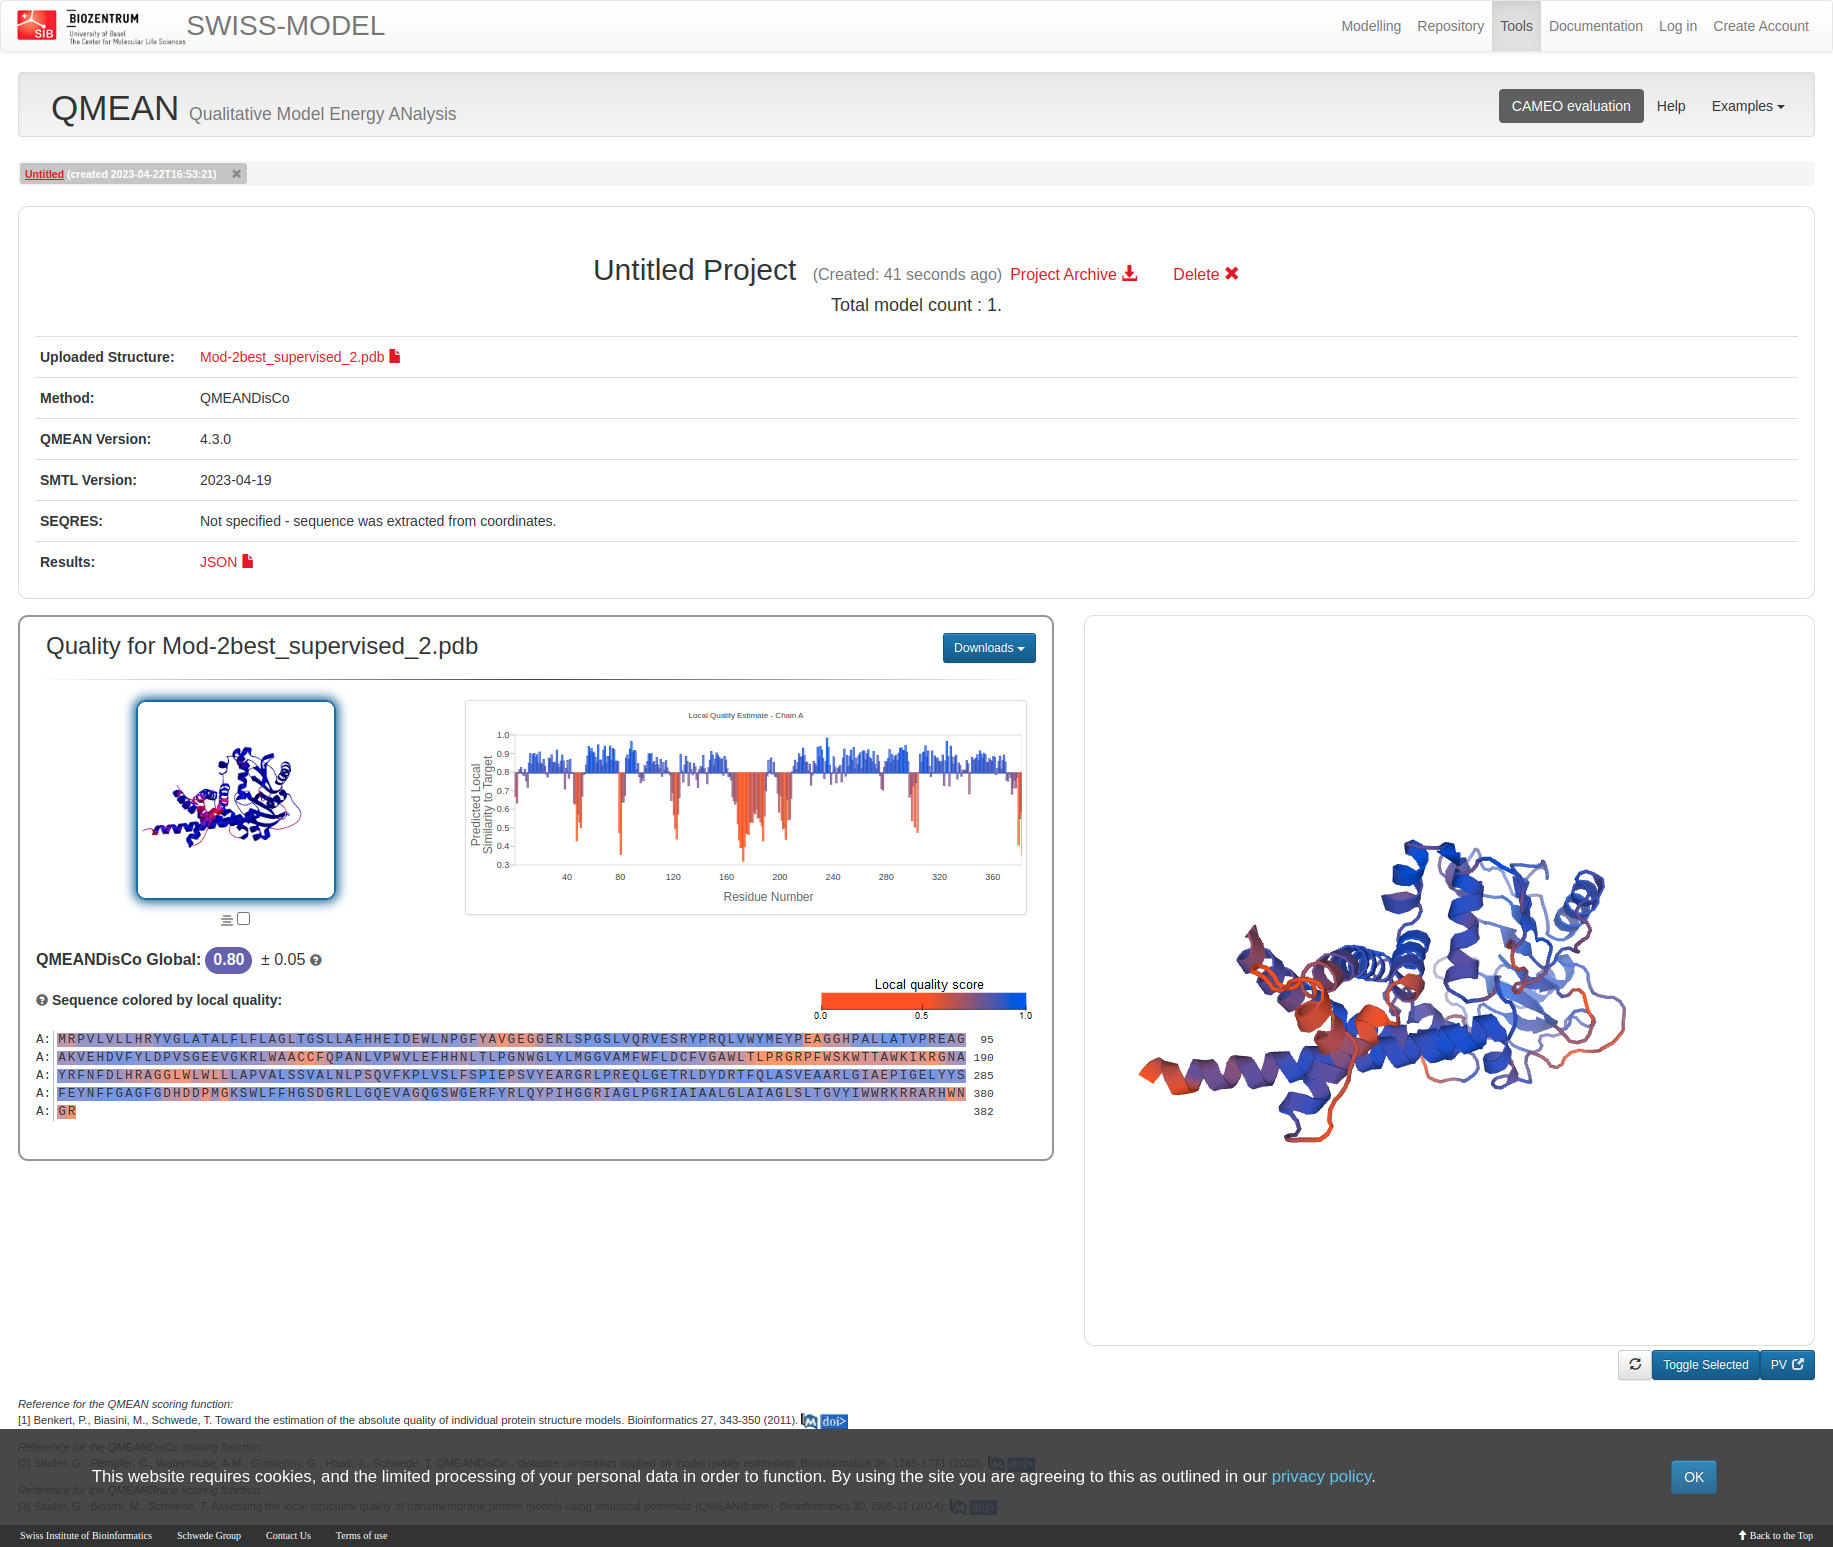 SIB
BIOZENTRUM
University of Basel
The Center for Molecular Life Sciences
SWISS-MODEL
Modelling Repository Tools Documentation Log in Create Account
QMEAN Qualitative Model Energy ANalysis
CAMEO evaluation Help Examples
Untitled (created 2023-04-22T16:53:21)
Untitled Project (Created: 41 seconds ago) Project Archive Delete
Total model count : 1.
Uploaded Structure: Mod-2best_supervised_2.pdb
Method: QMEANDisCo
QMEAN Version: 4.3.0
SMTL Version: 2023-04-19
SEQRES: Not specified - sequence was extracted from coordinates.
Results: JSON
Quality for Mod-2best_supervised_2.pdb
Downloads
Local Quality Estimate - Chain A
Predicted Local
Similarity to Target
1.0
0.9
0.8
0.7
0.6
0.5
0.4
0.3
40 80 120 160 200 240 280 320 360
Residue Number
QMEANDisCo Global: 0.80 ± 0.05
Sequence colored by local quality:
Local quality score
0.0 0.5 1.0
A: MRPVLVLLHRYVGLATALFLFLAGLTGSLLAFHHEIDEWLNPGFYAVGEGGERLSPGSLVQRVESRYPRQLVWYMEYPEAGGHPALLATVPREAG 95
A: AKVEHDVFYLDPVSGEEVGKRLWAACCFQPANLVPWVLEFHHNLTLPGNWGLYLMGGVAMFWFLDCFVGAWLTLPRGRPFWSKWTTAWKIKRGNA 190
A: YRFNFDLHRAGGLWLWLLLAPVALSSVALNLPSQVFKPLVSLFSPIEPSVYEARGRLPREQLGETRLDYDRTFQLASVEAARLGIAEPIGELYYS 285
A: FEYNFFGAGFGDHDDPMGKSWLFFHGSDGRLLGQEVAGQGSWGERFYRLQYPIHGGRIAGLPGRIAIAALGLAIAGLSLTGVYIWWRKRRARHWN 380
A: GR 382
Toggle Selected PV
Reference for the QMEAN scoring function:
[1] Benkert, P., Biasini, M., Schwede, T. Toward the estimation of the absolute quality of individual protein structure models. Bioinformatics 27, 343-350 (2011). M doi>
Reference for the QMEANDisCo scoring function:
[2] Studer, G., Rempfer, C., Waterhouse, A.M., Gumienny, G., Haas, J., Schwede, T. QMEANDisCo - distance constraints applied on model quality estimation. Bioinformatics 36, 1765-1771 (2020). M doi>
This website requires cookies, and the limited processing of your personal data in order to function. By using the site you are agreeing to this as outlined in our privacy policy. OK
Reference for the QMEANBrane scoring function:
[3] Studer, G., Biasini, M., Schwede, T. Assessing the local structural quality of transmembrane protein models using statistical potentials (QMEANBrane). Bioinformatics 30, i505-11 (2014). M doi>
Swiss Institute of Bioinformatics Schwede Group Contact Us Terms of use Back to the Top